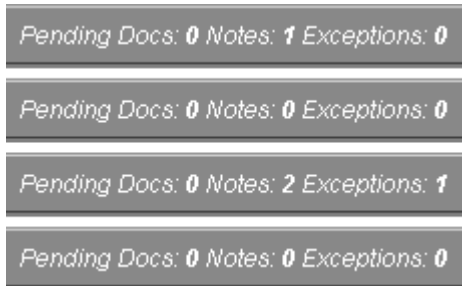 Pending Docs: 0 Notes: 1 Exceptions: 0
Pending Docs: 0 Notes: 0 Exceptions: 0
Pending Docs: 0 Notes: 2 Exceptions: 1
Pending Docs: 0 Notes: 0 Exceptions: 0